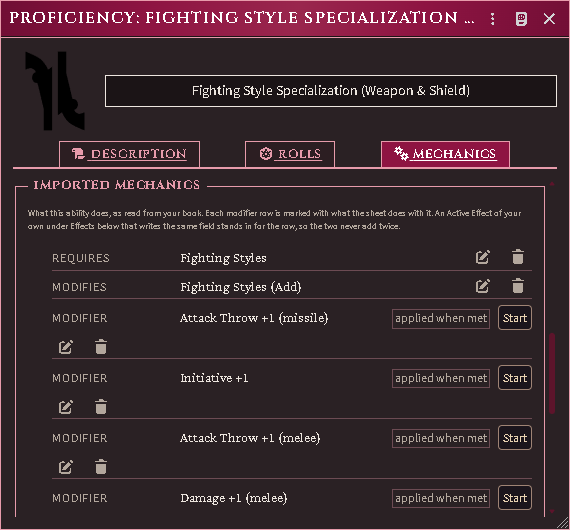 PROFICIENCY: FIGHTING STYLE SPECIALIZATION ...
Fighting Style Specialization (Weapon & Shield)
DESCRIPTION
ROLLS
MECHANICS
IMPORTED MECHANICS
What this ability does, as read from your book. Each modifier row is marked with what the sheet does with it. An Active Effect of your
own under Effects below that writes the same field stands in for the row, so the two never add twice.
REQUIRES Fighting Styles
MODIFIES Fighting Styles (Add)
MODIFIER Attack Throw +1 (missile) applied when met Start
MODIFIER Initiative +1 applied when met Start
MODIFIER Attack Throw +1 (melee) applied when met Start
MODIFIER Damage +1 (melee) applied when met Start